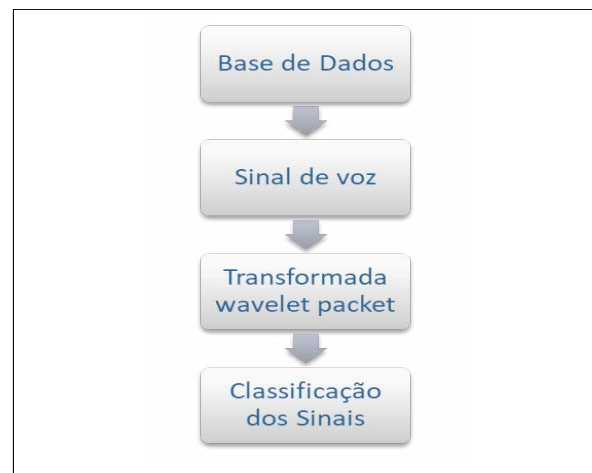 Base de Dados
Sinal de voz
Transformada
wavelet packet
Classificação
dos Sinais